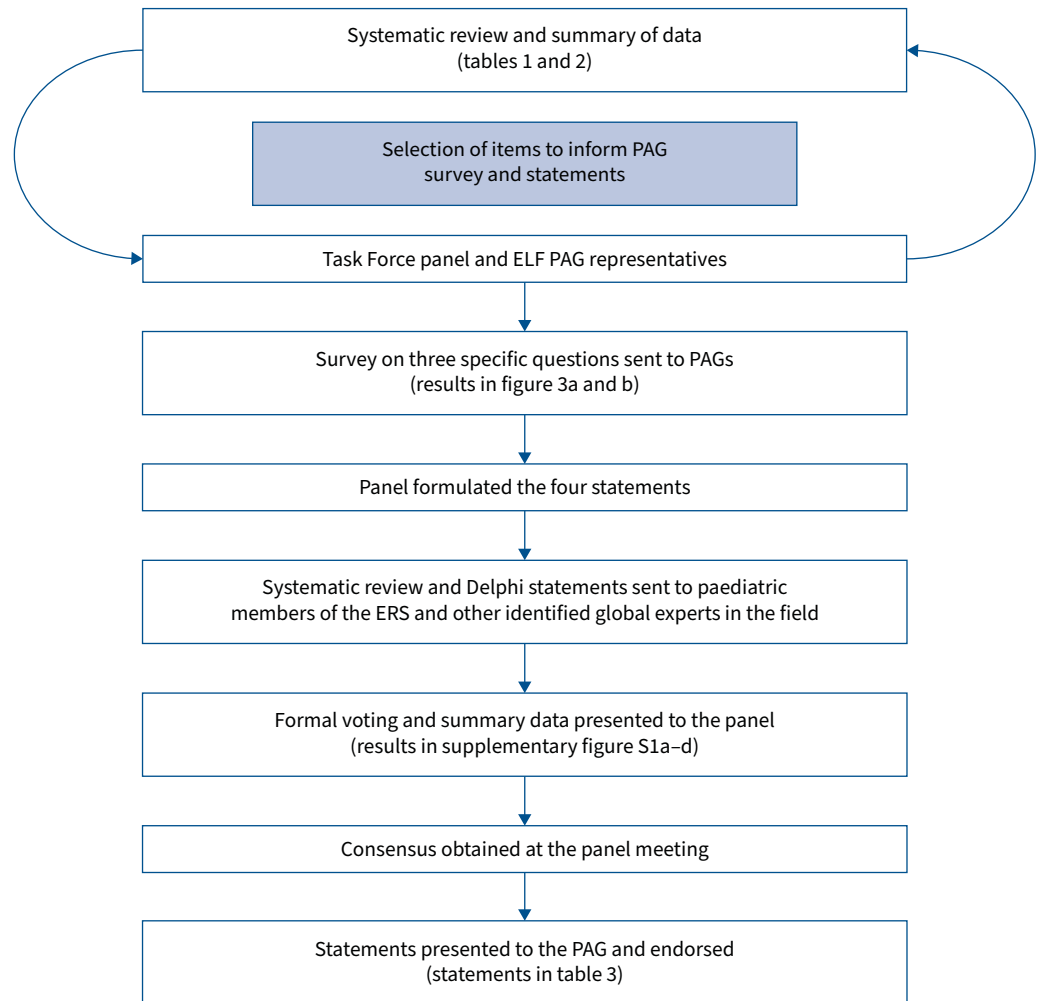 Systematic review and summary of data
(tables 1 and 2)
Selection of items to inform PAG
survey and statements
Task Force panel and ELF PAG representatives
Survey on three specific questions sent to PAGs
(results in figure 3a and b)
Panel formulated the four statements
Systematic review and Delphi statements sent to paediatric
members of the ERS and other identified global experts in the field
Formal voting and summary data presented to the panel
(results in supplementary figure S1a–d)
Consensus obtained at the panel meeting
Statements presented to the PAG and endorsed
(statements in table 3)